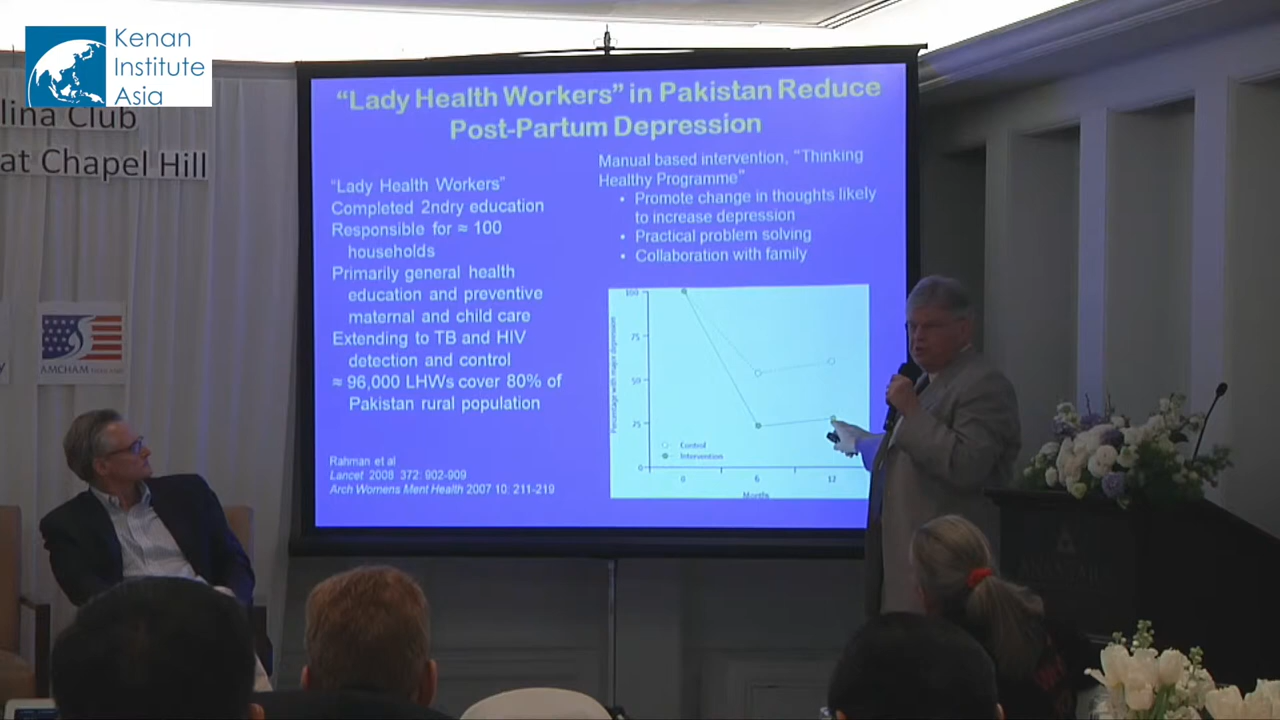 Kenan
Institute
Asia
lina Club
at Chapel Hill
AMCHAM THAILAND
“Lady Health Workers” in Pakistan Reduce
Post-Partum Depression
“Lady Health Workers”
Completed 2ndry education
Responsible for ≈ 100
households
Primarily general health
education and preventive
maternal and child care
Extending to TB and HIV
detection and control
≈ 96,000 LHWs cover 80% of
Pakistan rural population
Rahman et al
Lancet 2008 372: 902-909
Arch Womens Ment Health 2007 10: 211-219
Manual based intervention, “Thinking
Healthy Programme”
• Promote change in thoughts likely
to increase depression
• Practical problem solving
• Collaboration with family
Percentage with major depression
100
75
50
25
0
Control
Intervention
0 6 12
Months